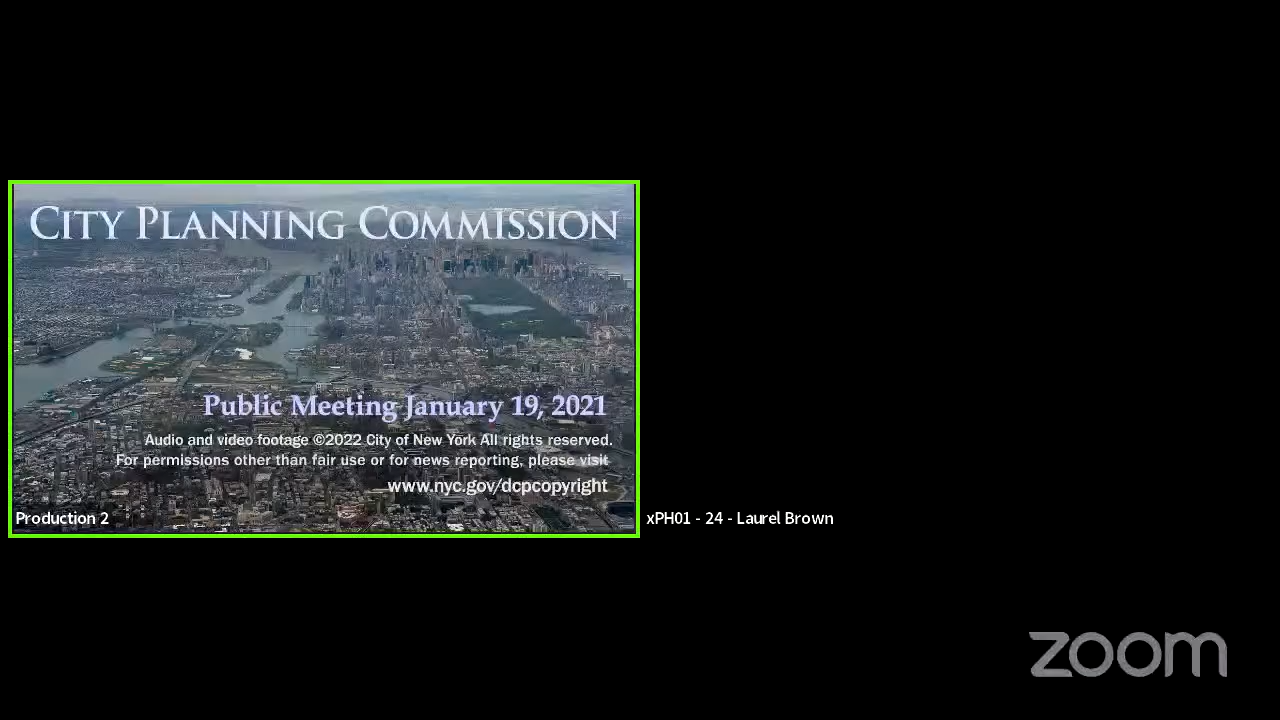 CITY PLANNING COMMISSION
Public Meeting January 19, 2021
Audio and video footage ©2022 City of New York All rights reserved.
For permissions other than fair use or for news reporting, please visit
www.nyc.gov/dcpcopyright
Production 2
xPH01 - 24 - Laurel Brown
zoom